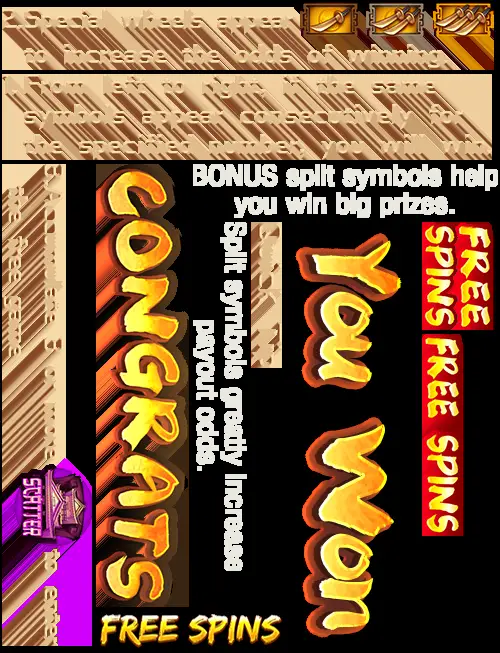 2.Special wheels appear
to increase the odds of winning.
1.From left to right, if the same
symbols appear consecutively for
the specified number, you will win.
BONUS split symbols help
you win big prizes.
Split symbols greatly increase
payout odds.
CONGRATS
You Won
FREE
SPINS
FREE SPINS
SCATTER
to enter
the free game.
FREE SPINS